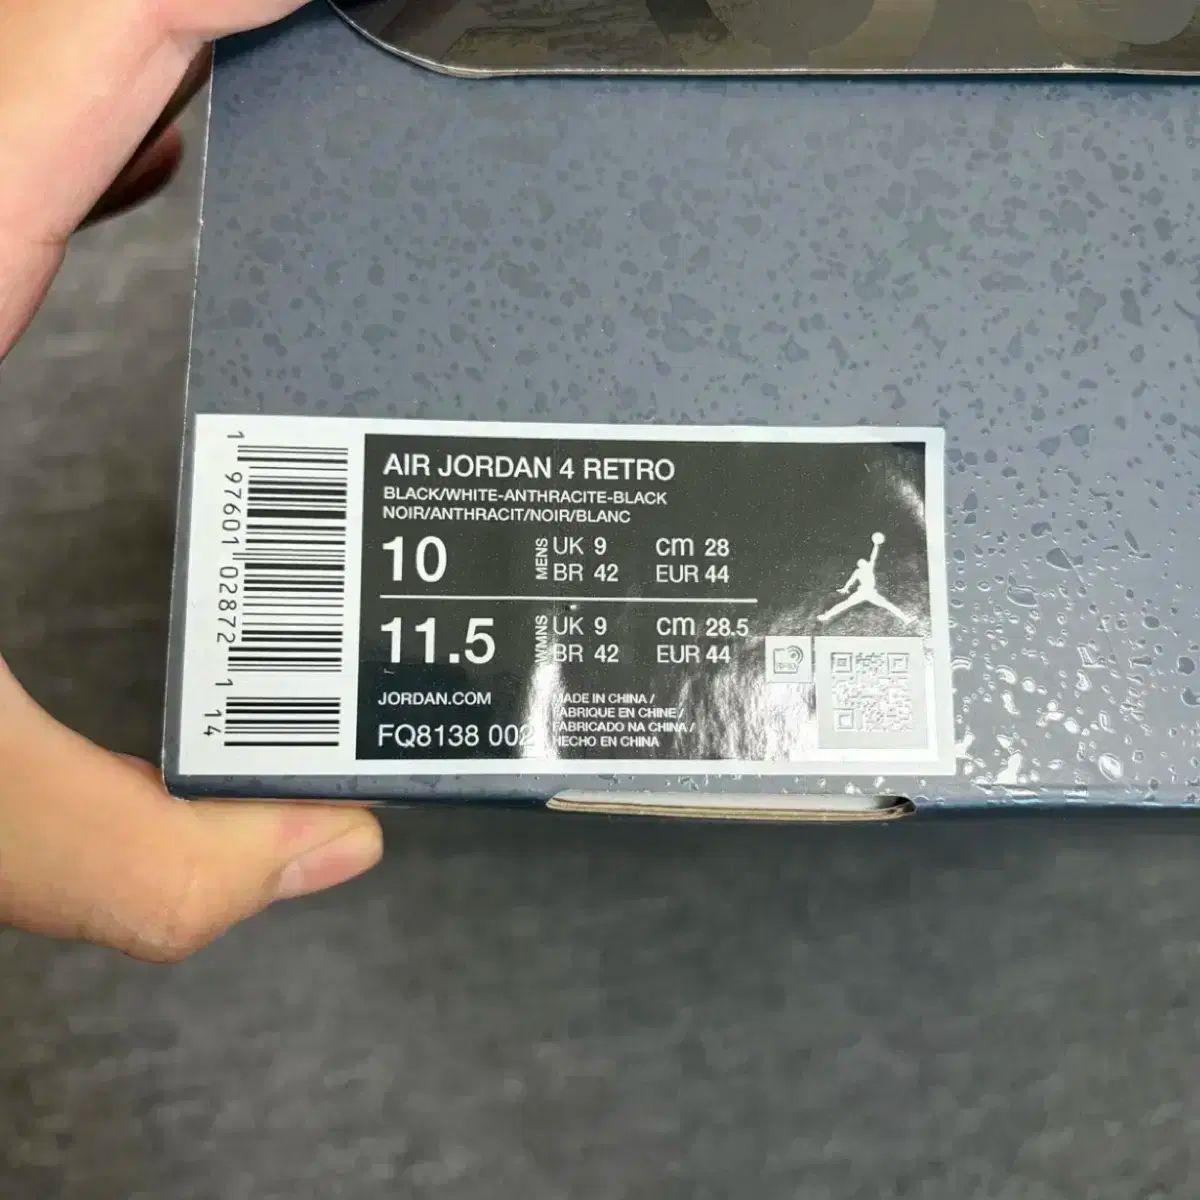 AIR JORDAN 4 RETRO
BLACK/WHITE-ANTHRACITE-BLACK
NOIR/ANTHRACIT/NOIR/BLANC
10 MENS UK 9 cm 28
BR 42 EUR 44
11.5 WMNS UK 9 cm 28.5
BR 42 EUR 44
JORDAN.COM
FQ8138 002
MADE IN CHINA /
FABRIQUE EN CHINE /
FABRICADO NA CHINA /
HECHO EN CHINA
1 97601 02872 1 14